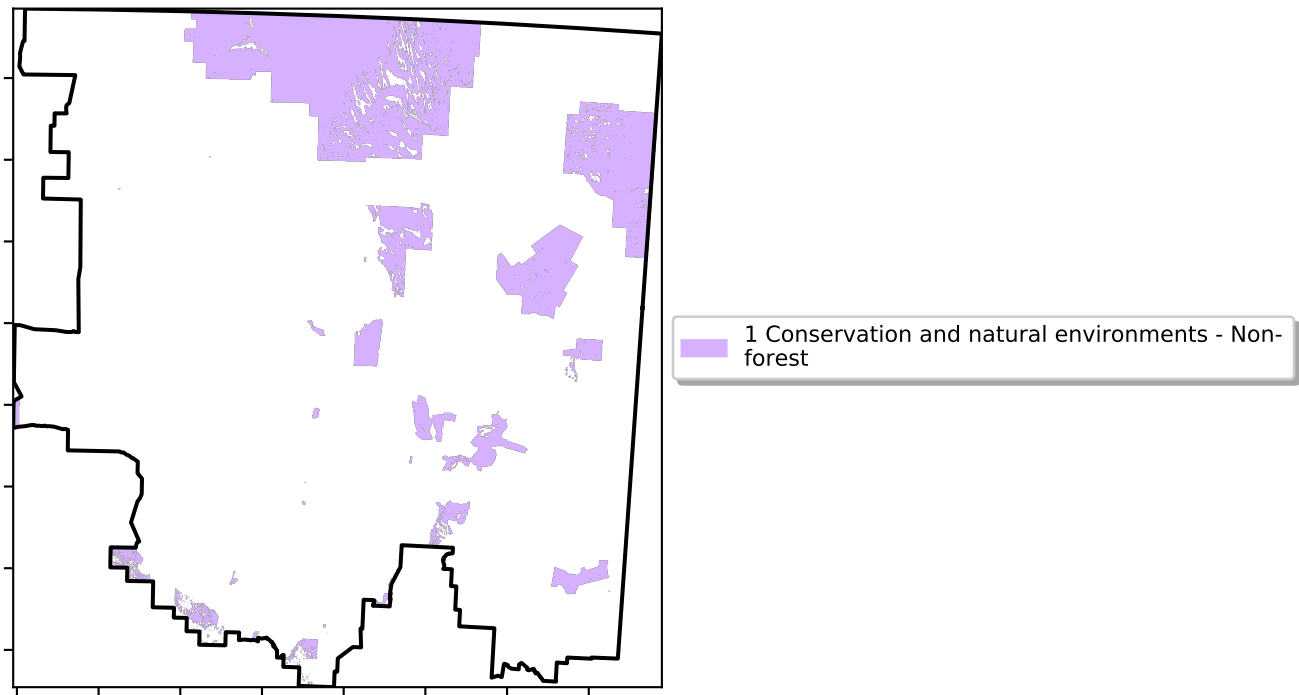 1 Conservation and natural environments - Non-
forest